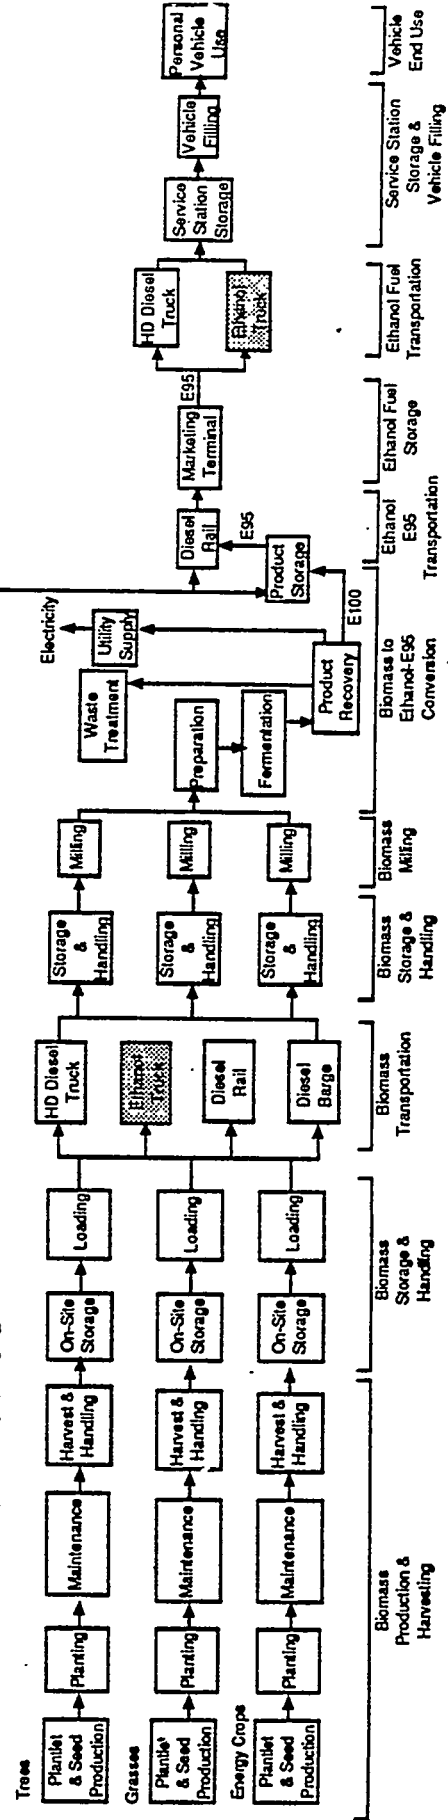 Trees
Plantlet
& Seed
Production
Planting
Maintenance
Harvest &
Handling
On-Site
Storage
Loading
Grasses
Plantlet
& Seed
Production
Planting
Maintenance
Harvest &
Handling
On-Site
Storage
Loading
Energy Crops
Plantlet
& Seed
Production
Planting
Maintenance
Harvest &
Handling
On-Site
Storage
Loading
HD Diesel
Truck
Ethanol
Truck
Diesel
Rail
Diesel
Barge
Storage
&
Handling
Milling
Storage
&
Handling
Milling
Storage
&
Handling
Milling
Preparation
Fermentation
Product
Recovery
Waste
Treatment
Utility
Supply
Electricity
E100
Product
Storage
E95
Diesel
Rail
Marketing
Terminal
E95
HD Diesel
Truck
Ethanol
Truck
Service
Station
Storage
Vehicle
Filling
Personal
Vehicle
Use
Biomass
Production &
Harvesting
Biomass
Storage &
Handling
Biomass
Transportation
Biomass
Storage &
Handling
Biomass
Milling
Biomass to
Ethanol-E95
Conversion
Ethanol
E95
Transportation
Ethanol Fuel
Storage
Ethanol Fuel
Transportation
Service Station
Storage &
Vehicle Filling
Vehicle
End Use